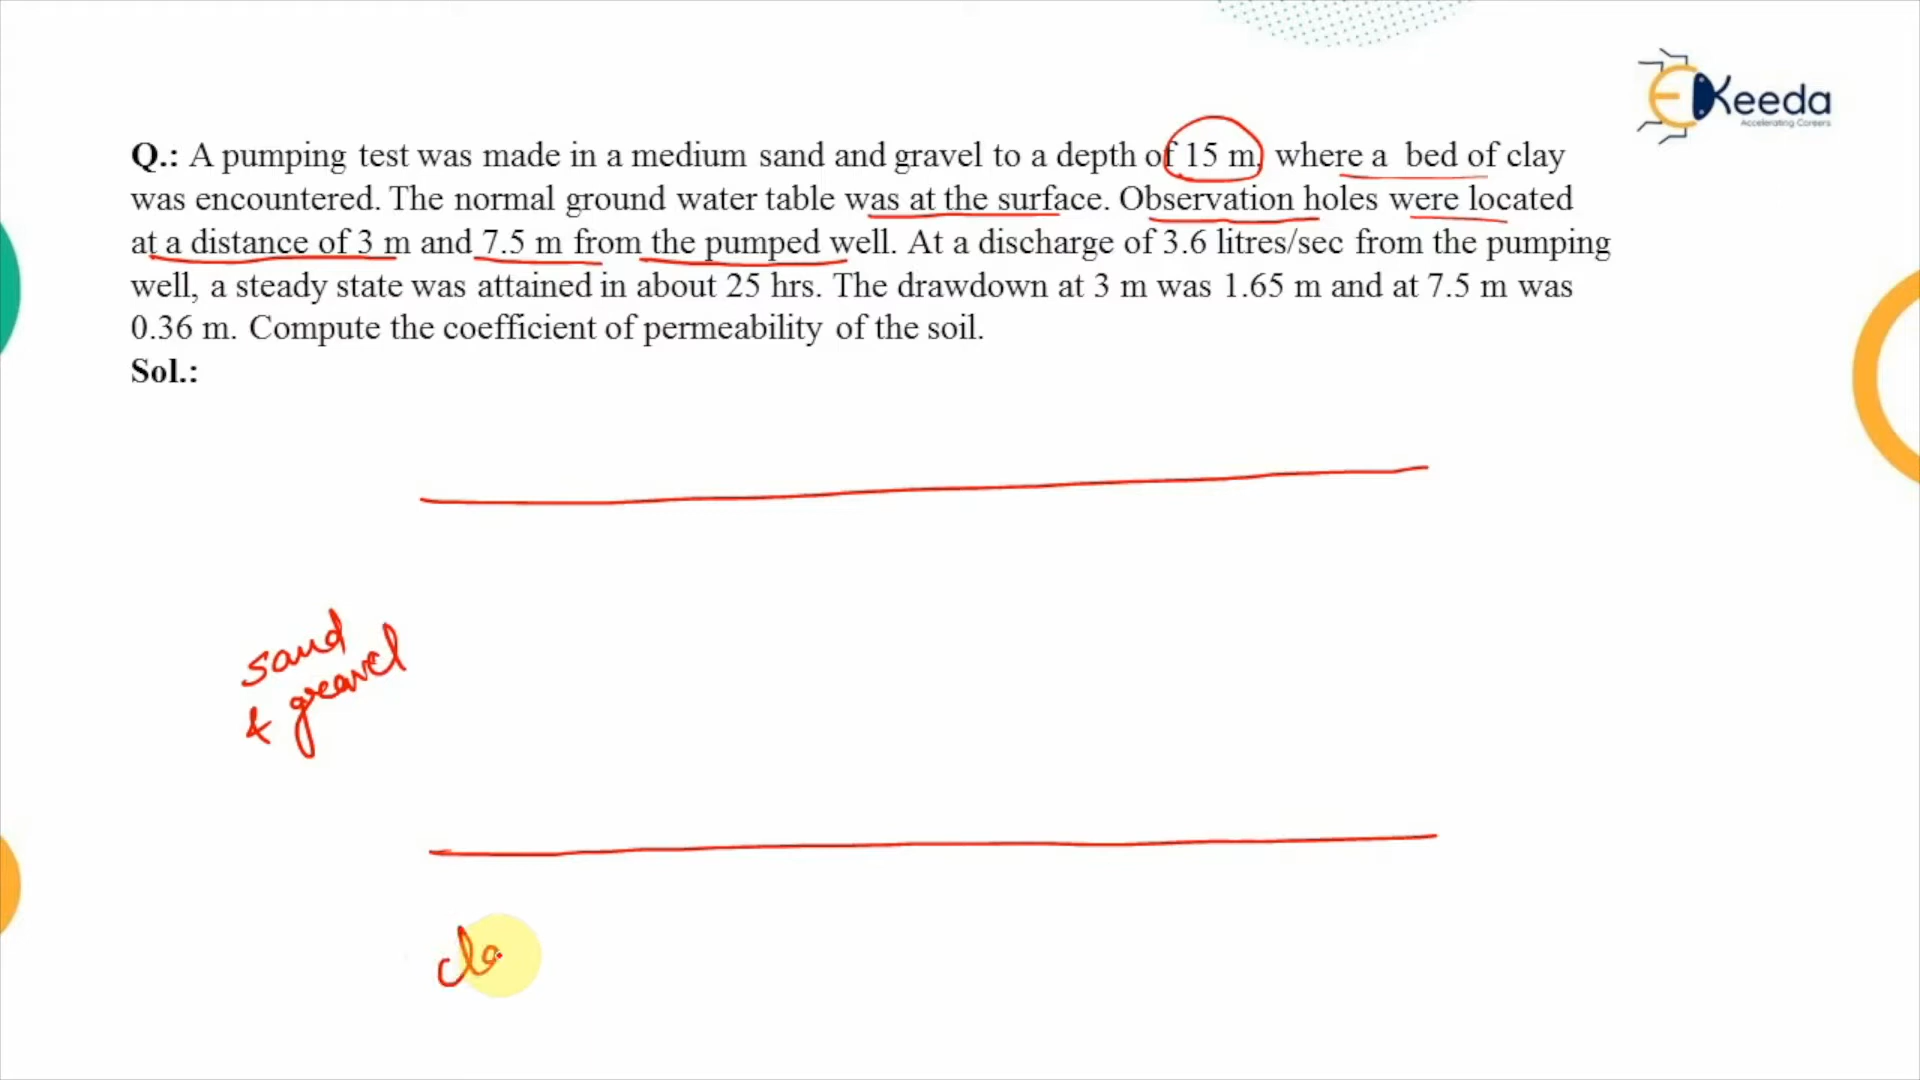 EKeeda
Accelerating Careers
Q.: A pumping test was made in a medium sand and gravel to a depth of 15 m, where a bed of clay
was encountered. The normal ground water table was at the surface. Observation holes were located
at a distance of 3 m and 7.5 m from the pumped well. At a discharge of 3.6 litres/sec from the pumping
well, a steady state was attained in about 25 hrs. The drawdown at 3 m was 1.65 m and at 7.5 m was
0.36 m. Compute the coefficient of permeability of the soil.
Sol.:
sand
& gravel
cla